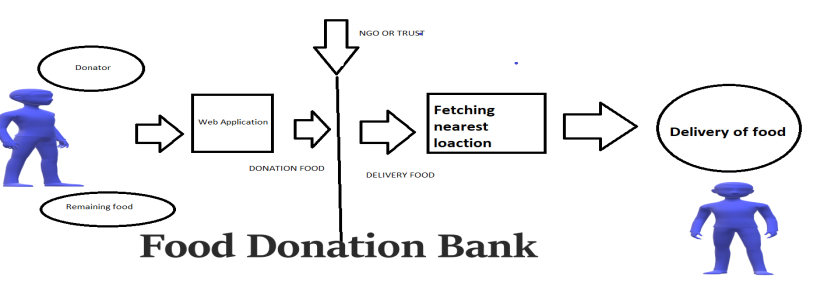 NGO OR TRUST
Donator
Web Application
Fetching
nearest
loaction
Delivery of food
DONATION FOOD
DELIVERY FOOD
Remaining food
Food Donation Bank